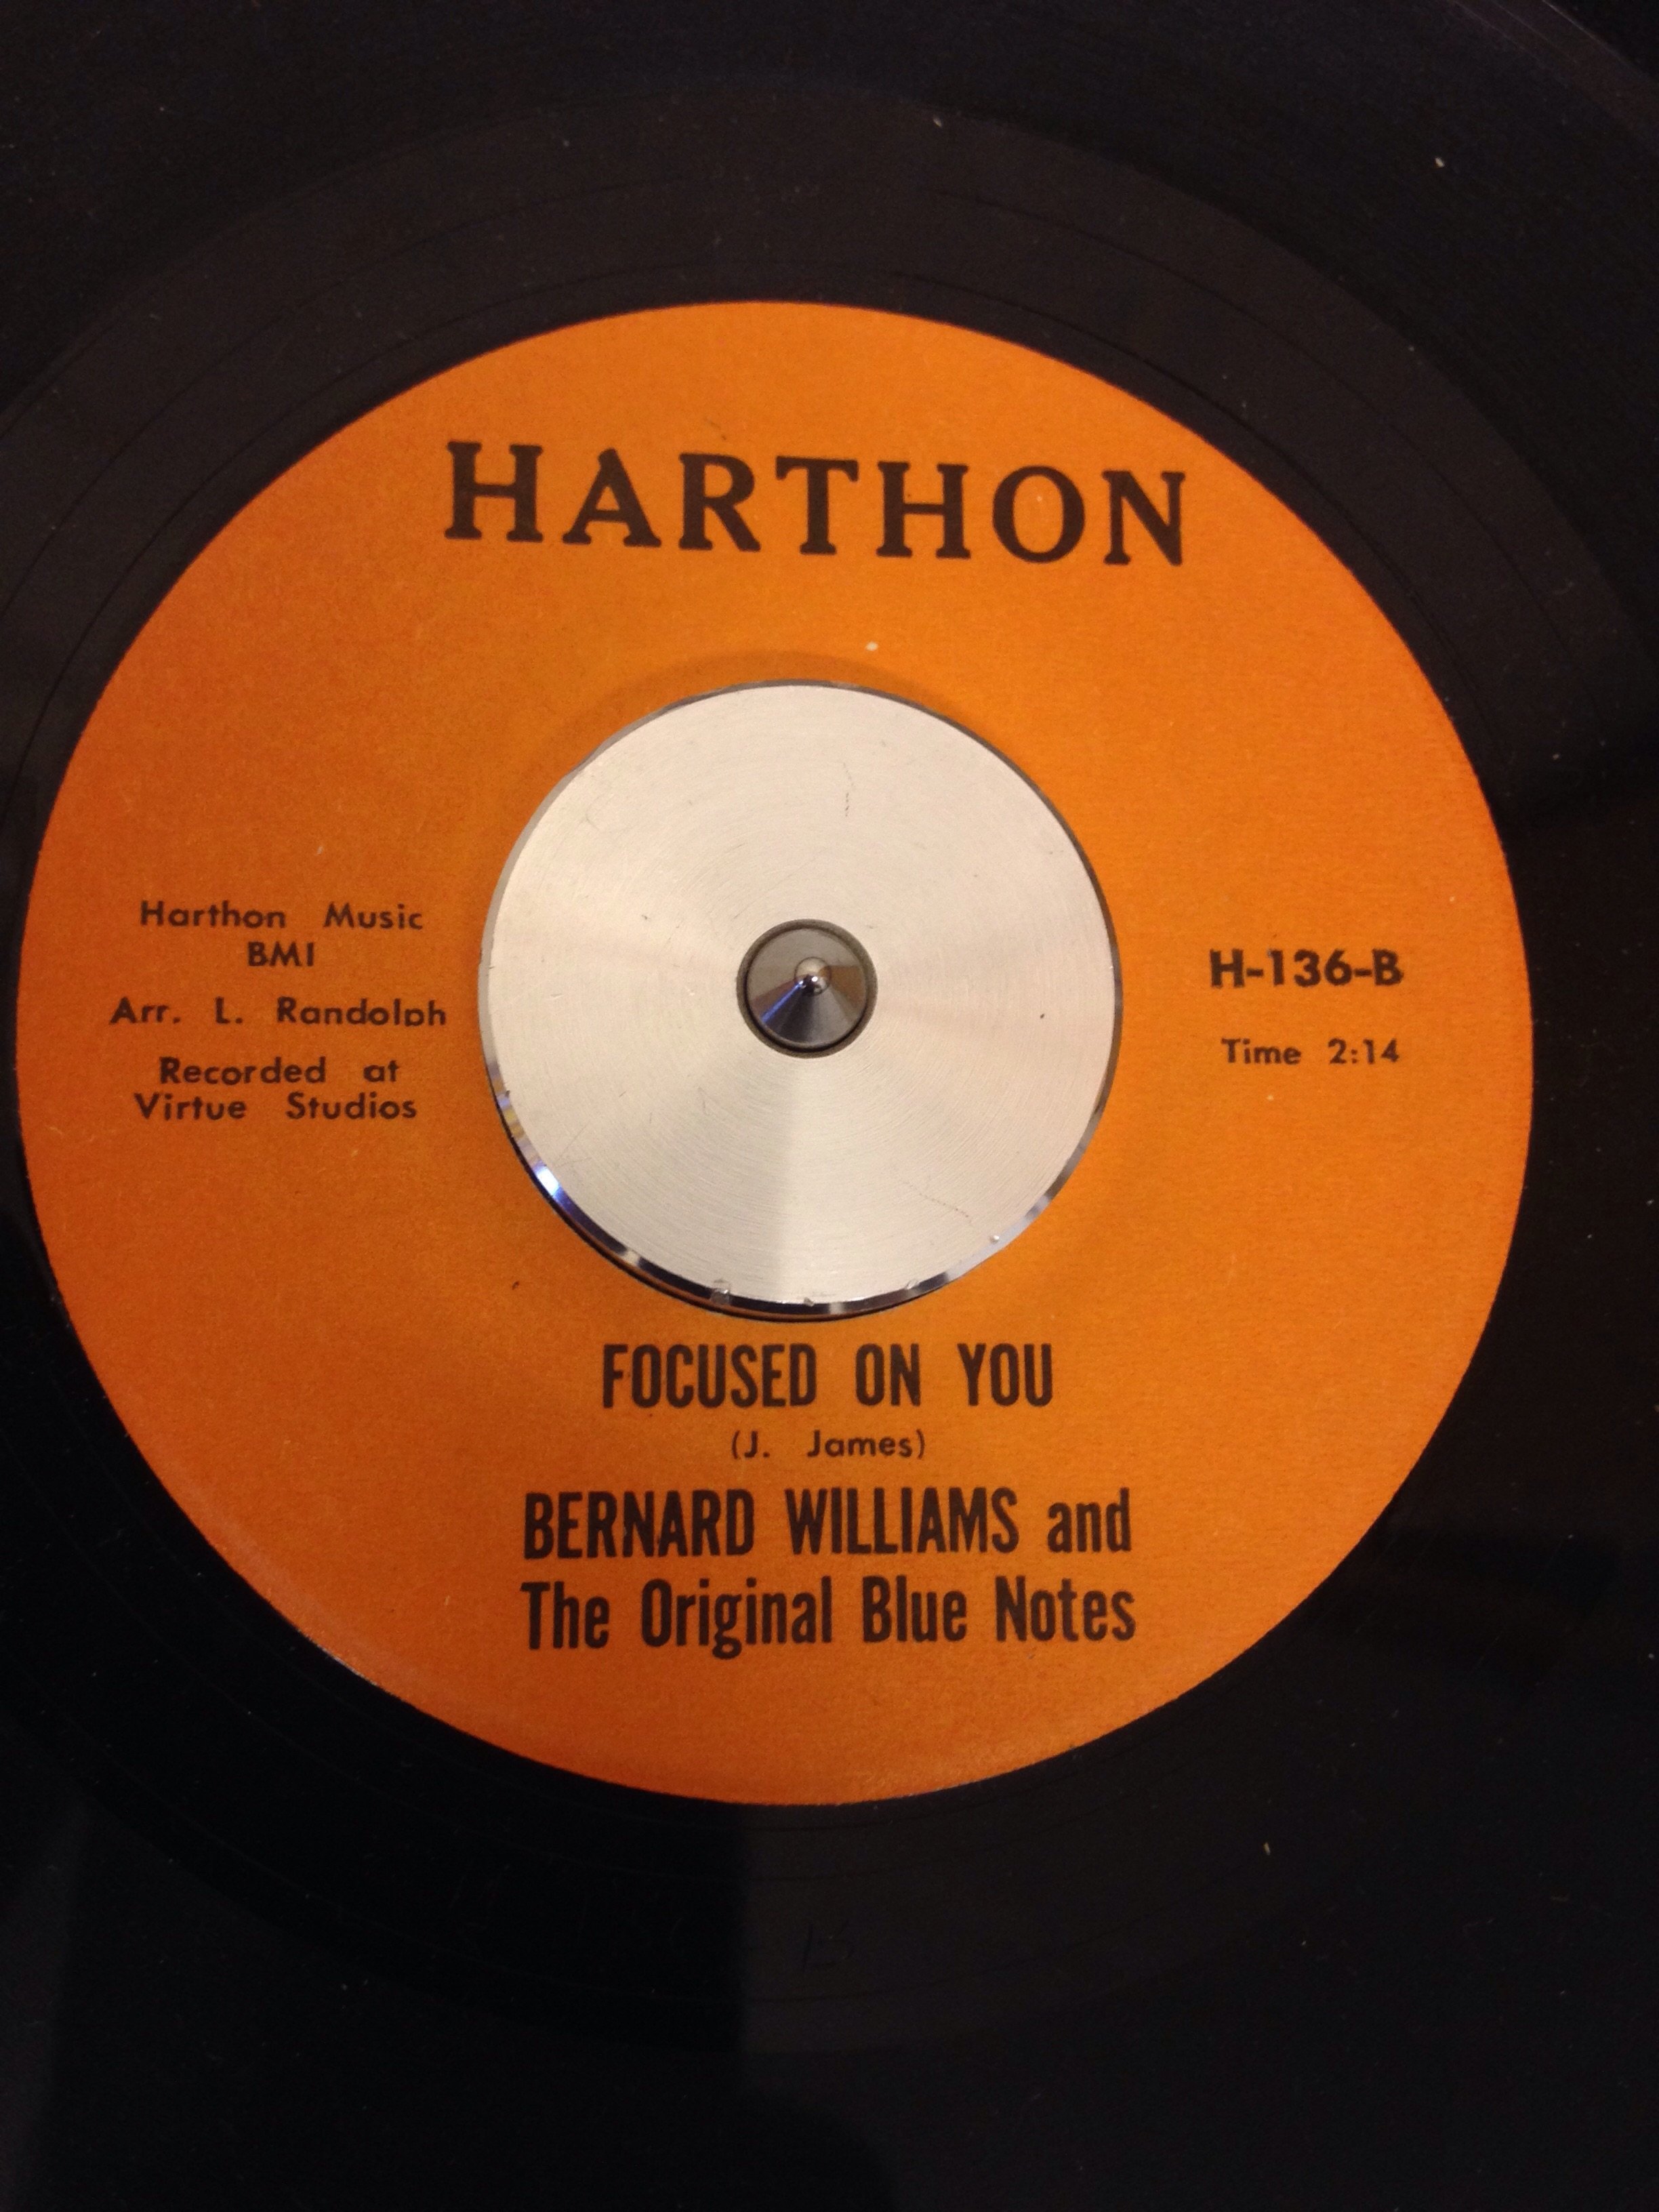 HARTHON
Harthon Music
BMI
Arr. L. Randolph
Recorded at
Virtue Studios
H-136-B
Time 2:14
FOCUSED ON YOU
(J. James)
BERNARD WILLIAMS and
The Original Blue Notes